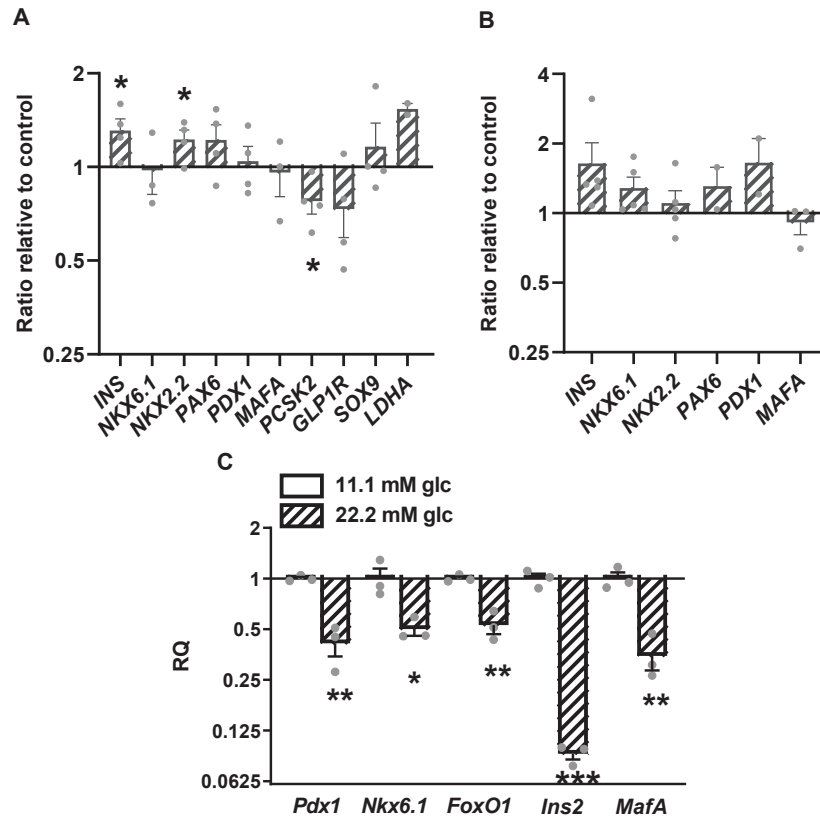 A
Ratio relative to control
2
1
0.5
0.25
*
*
*
INS
NKX6.1
NKX2.2
PAX6
PDX1
MAFA
PCSK2
GLP1R
SOX9
LDHA
B
Ratio relative to control
4
2
1
0.5
0.25
INS
NKX6.1
NKX2.2
PAX6
PDX1
MAFA
C
11.1 mM glc
22.2 mM glc
RQ
2
1
0.5
0.25
0.125
0.0625
**
*
**
***
**
Pdx1
Nkx6.1
FoxO1
Ins2
MafA